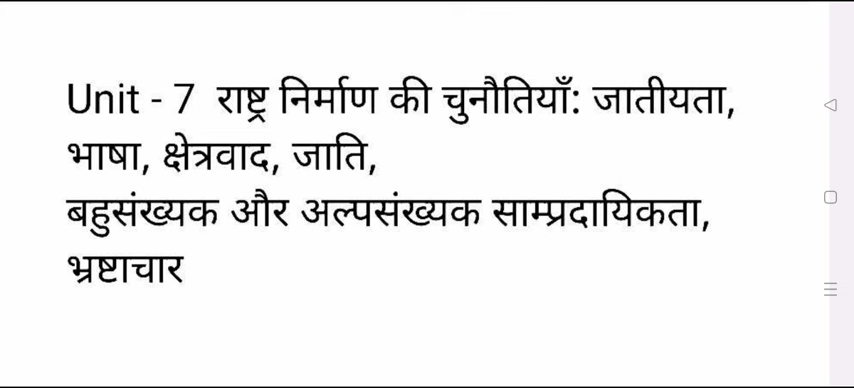 Unit - 7 राष्ट्र निर्माण की चुनौतियाँ: जातीयता,
भाषा, क्षेत्रवाद, जाति,
बहुसंख्यक और अल्पसंख्यक साम्प्रदायिकता,
भ्रष्टाचार